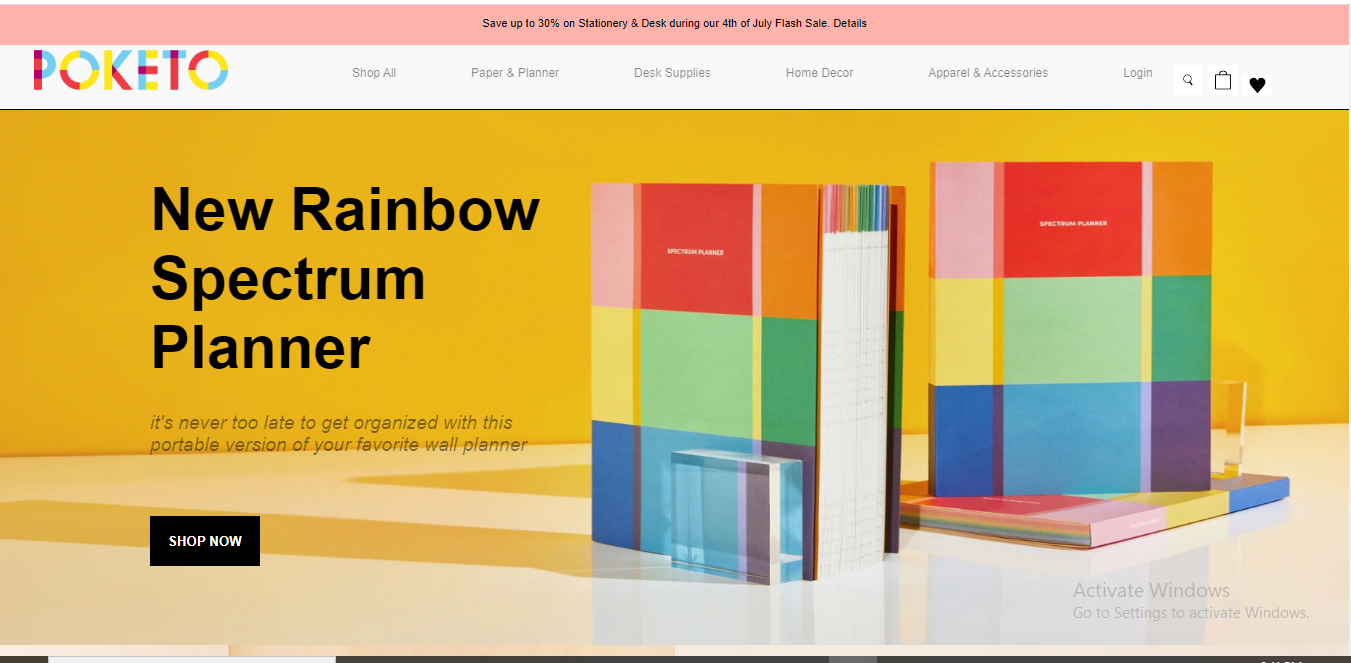 Save up to 30% on Stationery & Desk during our 4th of July Flash Sale. Details
POKETO
Shop All
Paper & Planner
Desk Supplies
Home Decor
Apparel & Accessories
Login
New Rainbow
Spectrum
Planner
it's never too late to get organized with this
portable version of your favorite wall planner
SHOP NOW
SPECTRUM PLANNER
SPECTRUM PLANNER
Activate Windows
Go to Settings to activate Windows.